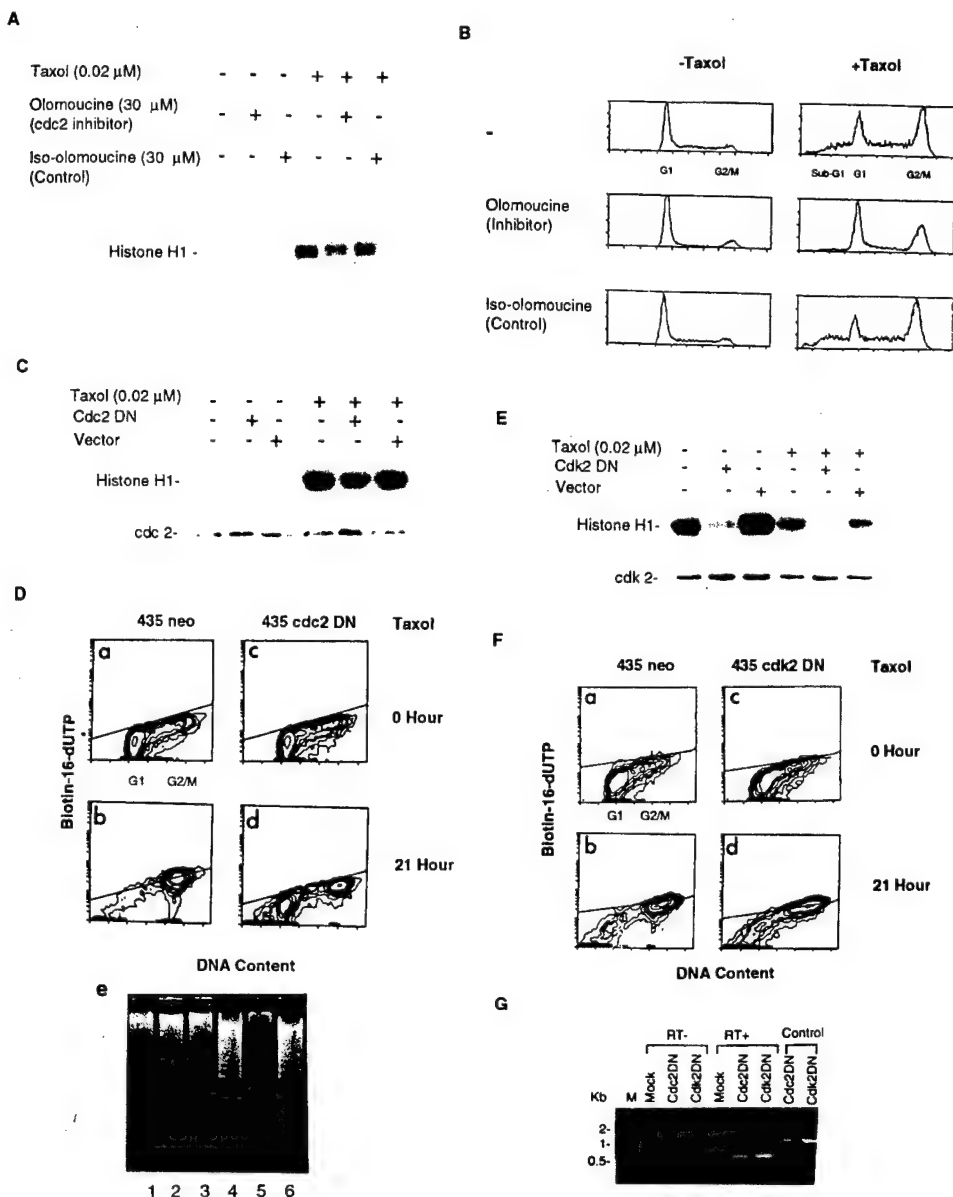 A
Taxol (0.02 µM) - - - + + +
Olomoucine (30 µM) (cdc2 inhibitor) - + - - + -
Iso-olomoucine (30 µM) (Control) - - + - - +
Histone H1 -
B
-Taxol +Taxol
-
G1 G2/M Sub-G1 G1 G2/M
Olomoucine (Inhibitor)
Iso-olomoucine (Control)
C
Taxol (0.02 µM) - - - + + +
Cdc2 DN - + - - + -
Vector - - + - - +
Histone H1-
cdc 2-
E
Taxol (0.02 µM) - - - + + +
Cdk2 DN - + - - + -
Vector - - + - - +
Histone H1-
cdk 2-
D
435 neo 435 cdc2 DN Taxol
a c
0 Hour
G1 G2/M
b d
21 Hour
Biotin-16-dUTP
DNA Content
e
1 2 3 4 5 6
F
435 neo 435 cdk2 DN Taxol
a c
0 Hour
G1 G2/M
b d
21 Hour
Biotin-16-dUTP
DNA Content
G
RT- RT+ Control
Kb M Mock Cdc2DN Cdk2DN Mock Cdc2DN Cdk2DN Cdc2DN Cdk2DN
2-
1-
0.5-